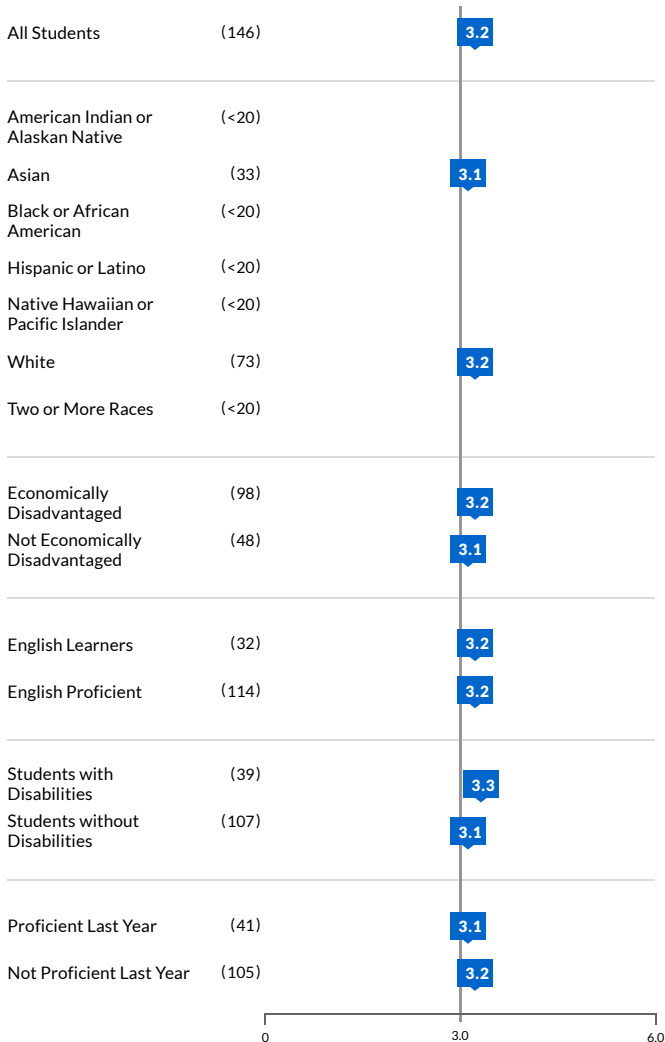 All Students (146) 3.2
American Indian or (<20)
Alaskan Native
Asian (33) 3.1
Black or African (<20)
American
Hispanic or Latino (<20)
Native Hawaiian or (<20)
Pacific Islander
White (73) 3.2
Two or More Races (<20)
Economically (98) 3.2
Disadvantaged
Not Economically (48) 3.1
Disadvantaged
English Learners (32) 3.2
English Proficient (114) 3.2
Students with (39) 3.3
Disabilities
Students without (107) 3.1
Disabilities
Proficient Last Year (41) 3.1
Not Proficient Last Year (105) 3.2
0 3.0 6.0